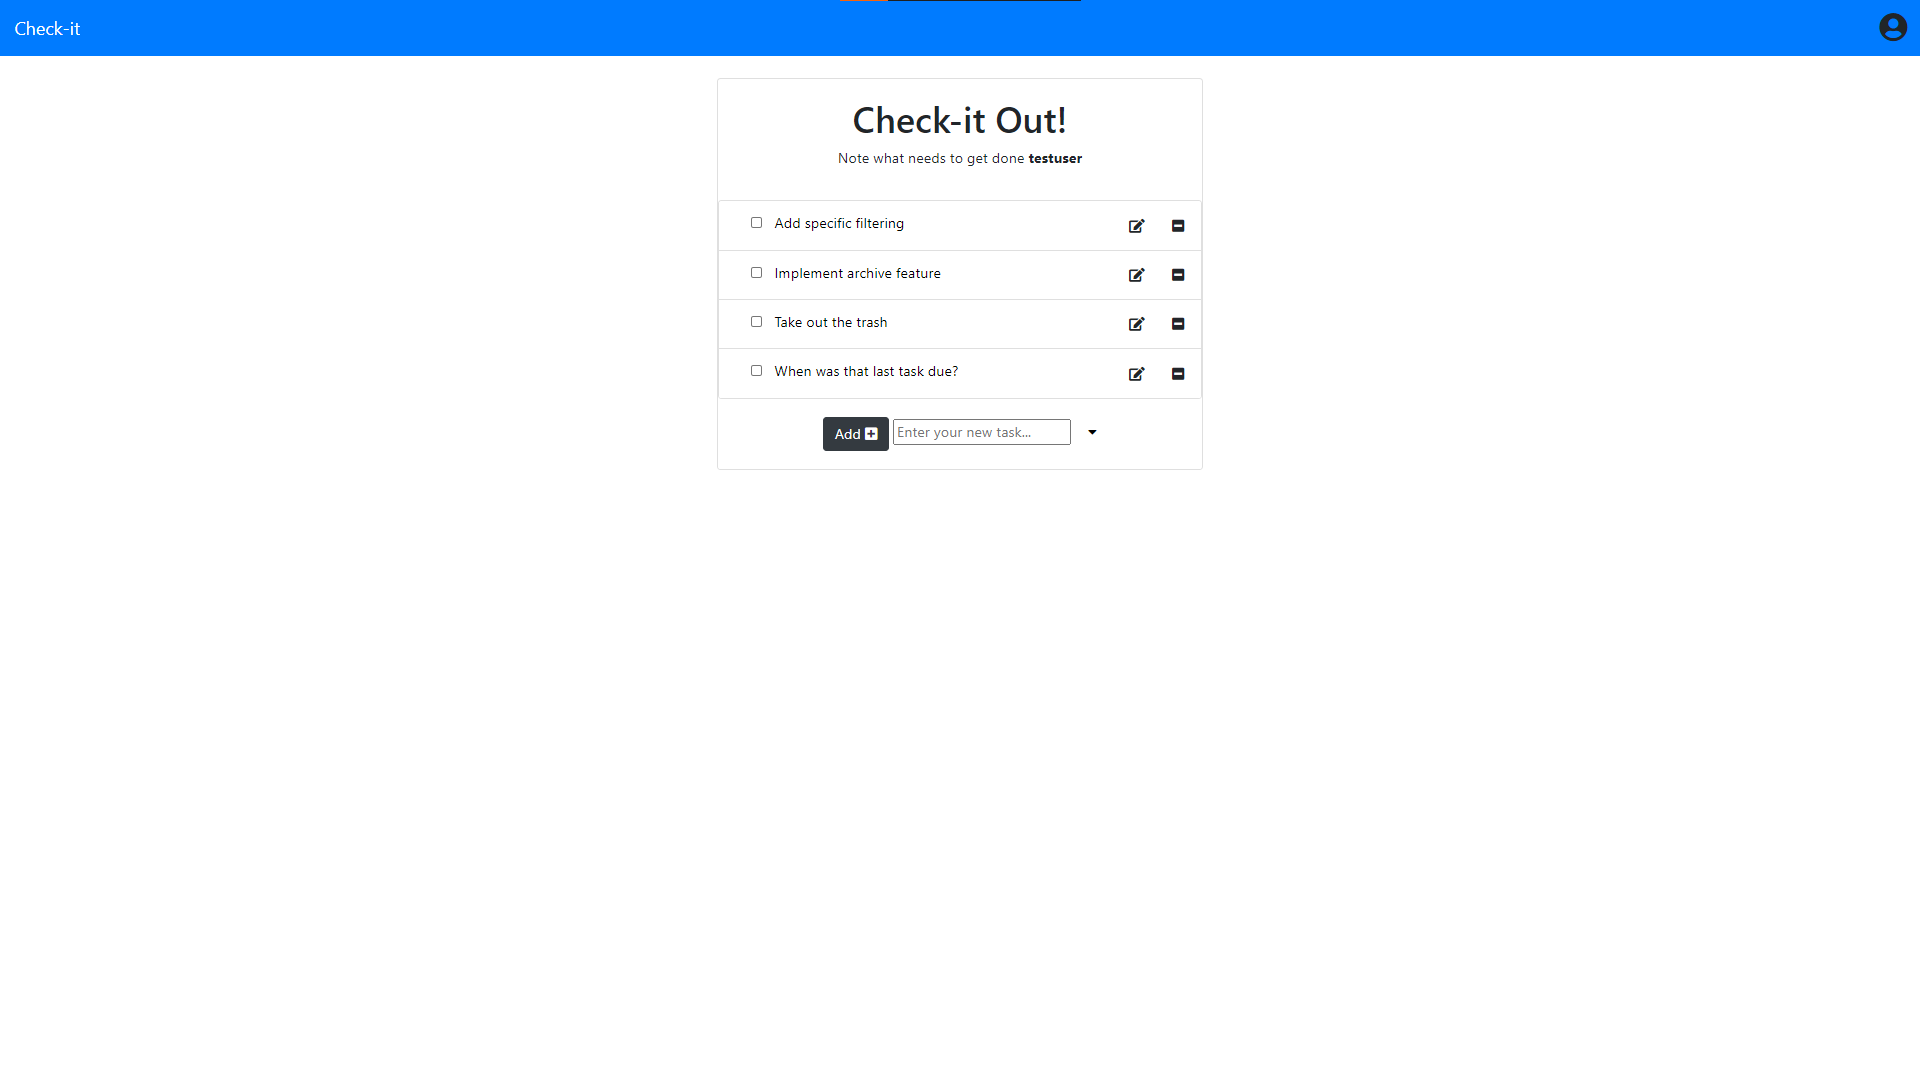 Check-it
Check-it Out!
Note what needs to get done testuser
Add specific filtering
Implement archive feature
Take out the trash
When was that last task due?
Add
Enter your new task...